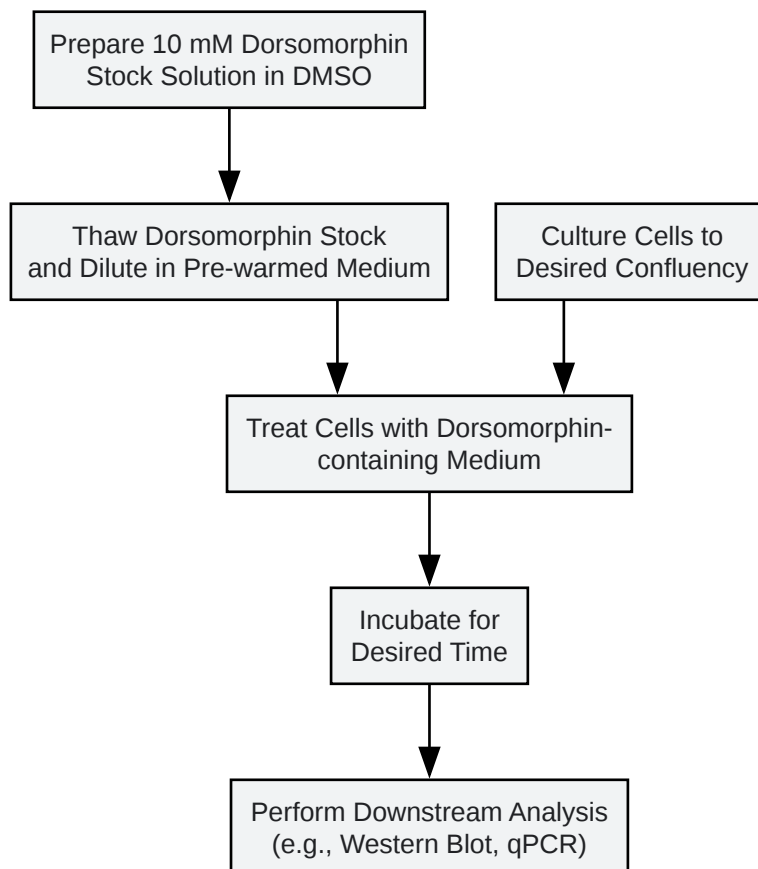 Prepare 10 mM Dorsomorphin
Stock Solution in DMSO
Thaw Dorsomorphin Stock
and Dilute in Pre-warmed Medium
Culture Cells to
Desired Confluency
Treat Cells with Dorsomorphin-
containing Medium
Incubate for
Desired Time
Perform Downstream Analysis
(e.g., Western Blot, qPCR)